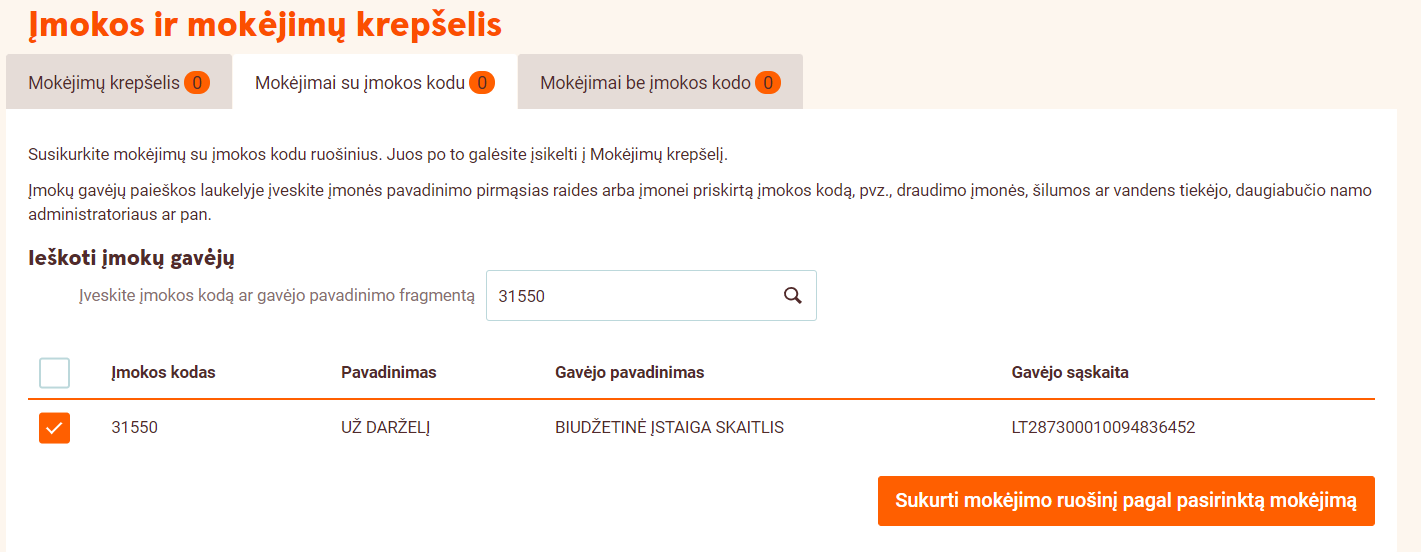 Įmokos ir mokėjimų krepšelis
Mokėjimų krepšelis 0 Mokėjimai su įmokos kodu 0 Mokėjimai be įmokos kodo 0
Susikurkite mokėjimų su įmokos kodu ruošinius. Juos po to galėsite įsikelti į Mokėjimų krepšelį.
Įmokų gavėjų paieškos laukelyje įveskite įmonės pavadinimo pirmąsias raides arba įmonei priskirtą įmokos kodą, pvz., draudimo įmonės, šilumos ar vandens tiekėjo, daugiabučio namo
administratoriaus ar pan.
Ieškoti įmokų gavėjų
Įveskite įmokos kodą ar gavėjo pavadinimo fragmentą 31550
Įmokos kodas Pavadinimas Gavėjo pavadinimas Gavėjo sąskaita
31550 UŽ DARŽELĮ BIUDŽETINĖ ĮSTAIGA SKAITLIS LT287300010094836452
Sukurti mokėjimo ruošinį pagal pasirinktą mokėjimą